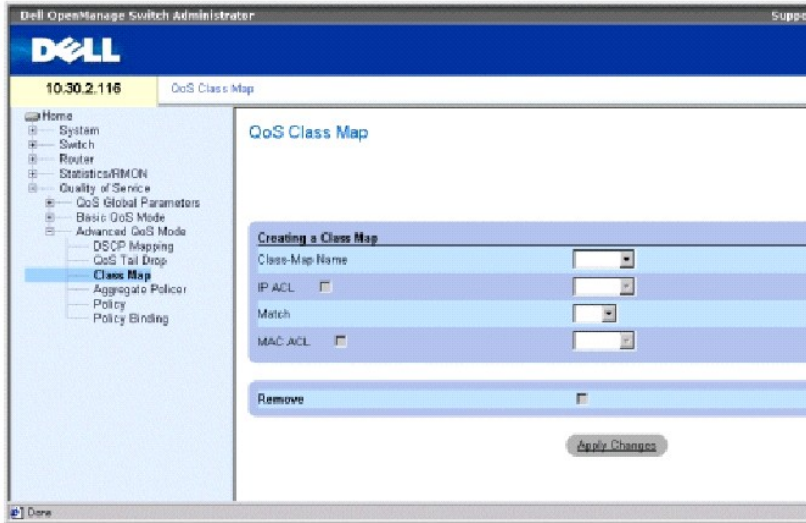 Dell OpenManage Switch Administrator
Suppo
DELL
10.30.2.116
QoS Class Map
Home
System
Switch
Router
Statistics/RMON
Quality of Service
QoS Global Parameters
Basic QoS Mode
Advanced QoS Mode
DSCP Mapping
QoS Tail Drop
Class Map
Aggregate Policer
Policy
Policy Binding
QoS Class Map
Creating a Class Map
Class-Map Name
IP ACL
Match
MAC ACL
Remove
Apply Changes
Done